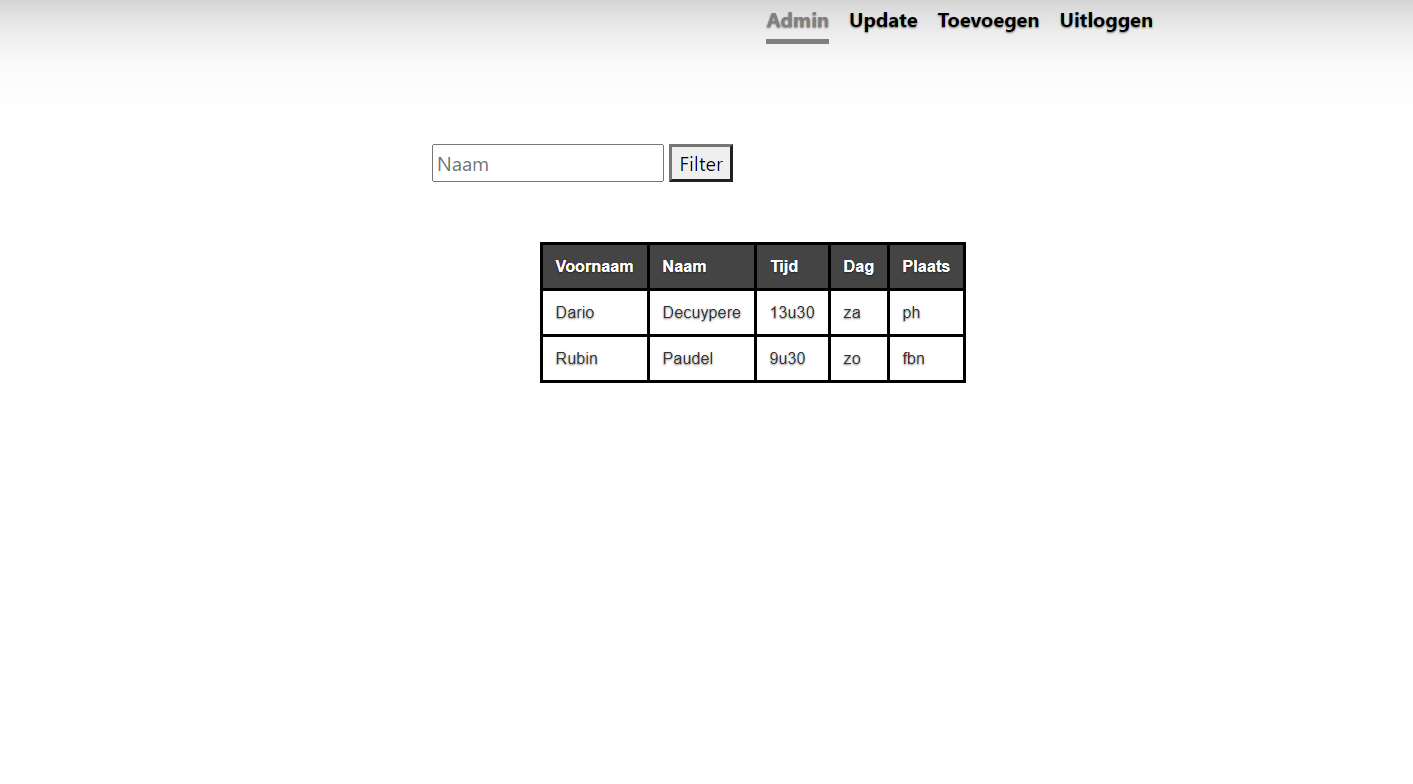 Admin Update Toevoegen Uitloggen
Naam Filter
Voornaam Naam Tijd Dag Plaats
Dario Decuypere 13u30 za ph
Rubin Paudel 9u30 zo fbn